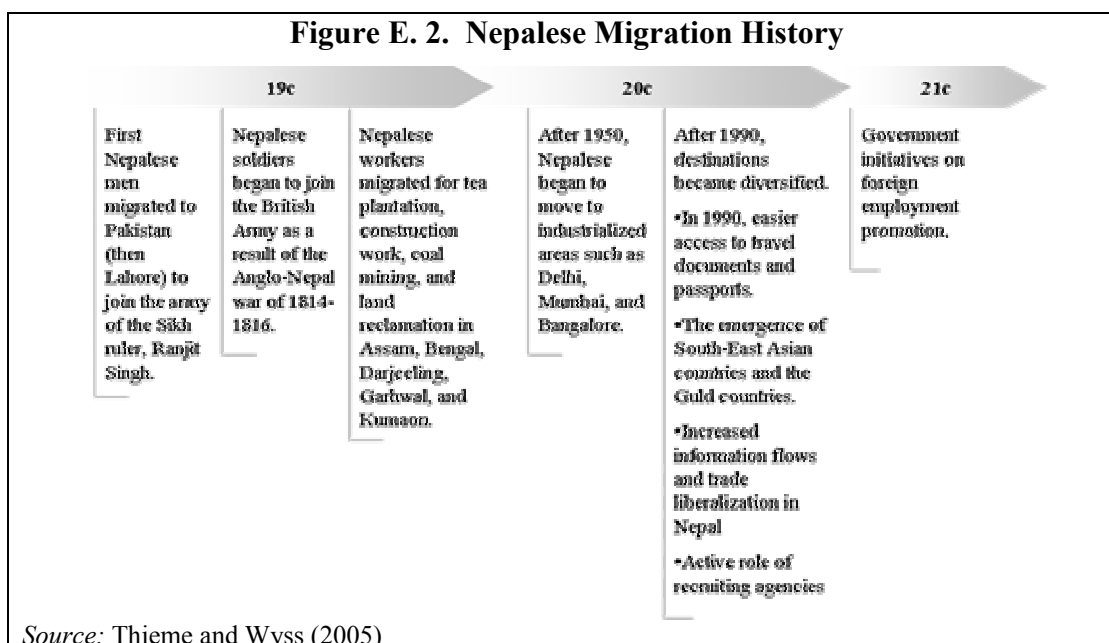 Figure E. 2. Nepalese Migration History
19c
20c
21c
First
Nepalese
men
migrated to
Pakistan
(then
Lahore) to
join the army
of the Sikh
ruler, Ranjit
Singh.
Nepalese
soldiers
began to join
the British
Army as a
result of the
Anglo-Nepal
war of 1814-
1816.
Nepalese
workers
migrated for tea
plantation,
construction
work, coal
mining, and
land
reclamation in
Assam, Bengal,
Darjeeling,
Garhwal, and
Kumaon.
After 1950,
Nepalese
began to
move to
industrialized
areas such as
Delhi,
Mumbai, and
Bangalore.
After 1990,
destinations
became diversified.
•In 1990, easier
access to travel
documents and
passports.
•The emergence of
South-East Asian
countries and the
Guld countries.
•Increased
information flows
and trade
liberalization in
Nepal
•Active role of
recruiting agencies
Government
initiatives on
foreign
employment
promotion.
Source: Thieme and Wyss (2005)